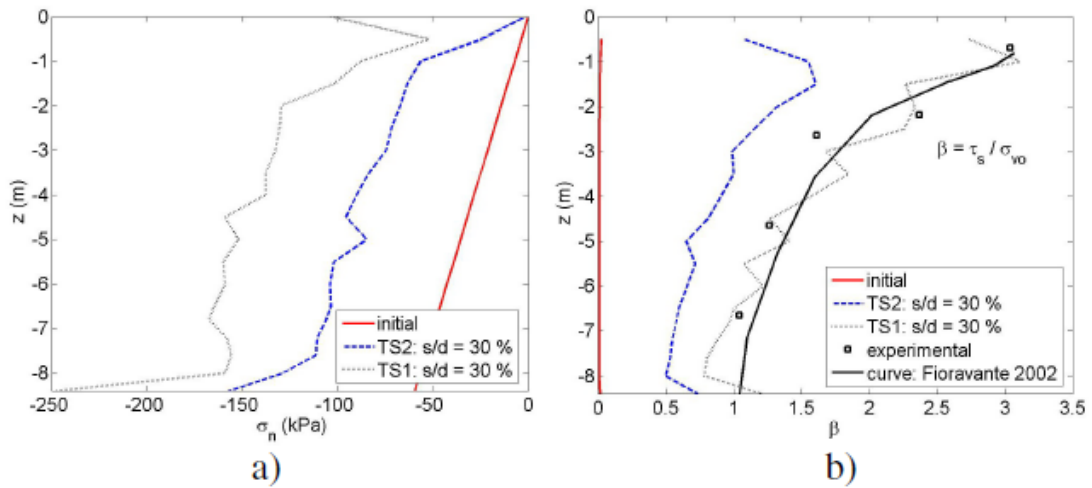 0
-1
-2
-3
-4
-5
-6
-7
-8
z (m)
-250 -200 -150 -100 -50 0
σn (kPa)
initial
TS2: s/d = 30 %
TS1: s/d = 30 %
a)
0
-1
-2
-3
-4
-5
-6
-7
-8
z (m)
0 0.5 1 1.5 2 2.5 3 3.5
β
β = τs / σvo
initial
TS2: s/d = 30 %
TS1: s/d = 30 %
experimental
curve: Fioravante 2002
b)